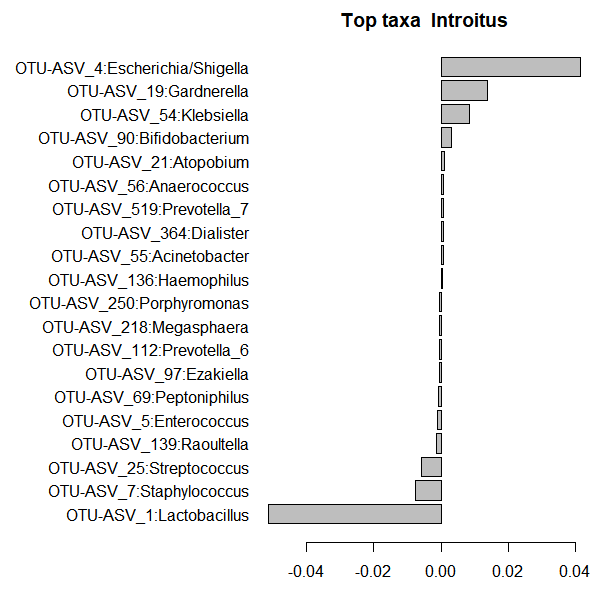 Top taxa  Introitus
OTU-ASV_4:Escherichia/Shigella
OTU-ASV_19:Gardnerella
OTU-ASV_54:Klebsiella
OTU-ASV_90:Bifidobacterium
OTU-ASV_21:Atopobium
OTU-ASV_56:Anaerococcus
OTU-ASV_519:Prevotella_7
OTU-ASV_364:Dialister
OTU-ASV_55:Acinetobacter
OTU-ASV_136:Haemophilus
OTU-ASV_250:Porphyromonas
OTU-ASV_218:Megasphaera
OTU-ASV_112:Prevotella_6
OTU-ASV_97:Ezakiella
OTU-ASV_69:Peptoniphilus
OTU-ASV_5:Enterococcus
OTU-ASV_139:Raoultella
OTU-ASV_25:Streptococcus
OTU-ASV_7:Staphylococcus
OTU-ASV_1:Lactobacillus
-0.04 -0.02 0.00 0.02 0.04